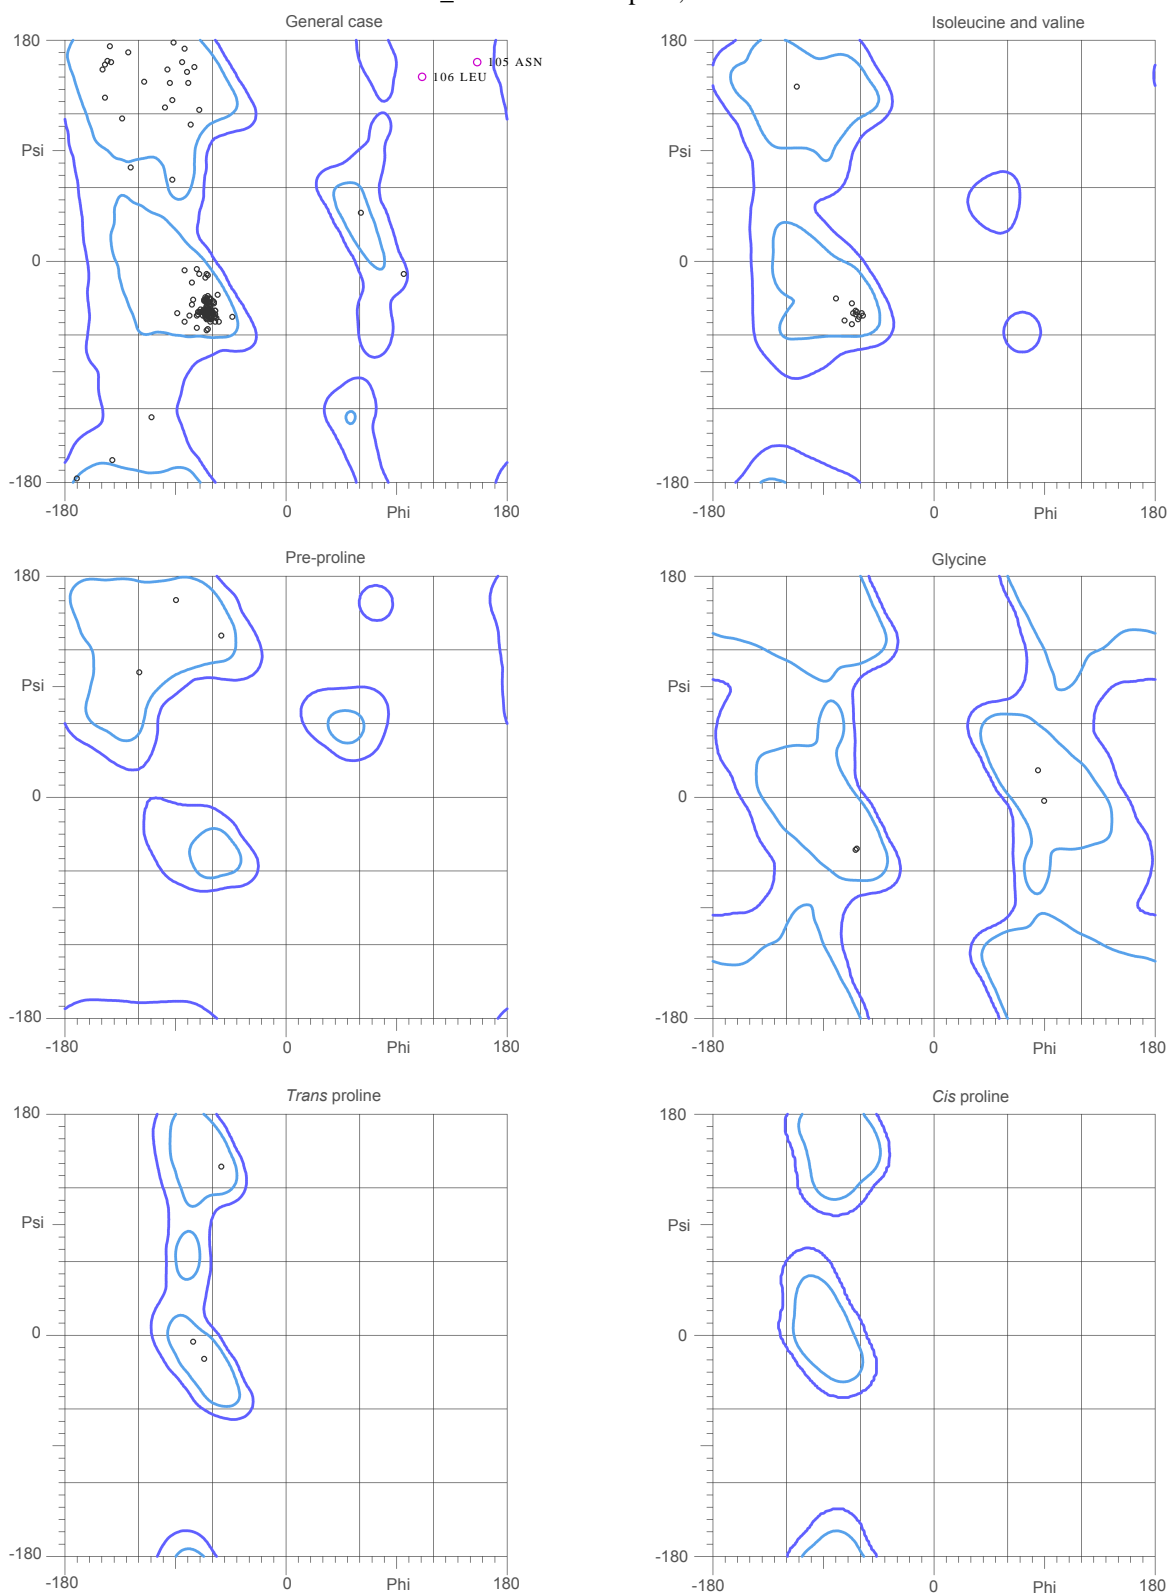 General case
180
105 ASN
106 LEU
Psi
0
-180
-180
0
Phi
180
Isoleucine and valine
180
Psi
0
-180
-180
0
Phi
180
Pre-proline
180
Psi
0
-180
-180
0
Phi
180
Glycine
180
Psi
0
-180
-180
0
Phi
180
Trans proline
180
Psi
0
-180
-180
0
Phi
180
Cis proline
180
Psi
0
-180
-180
0
Phi
180